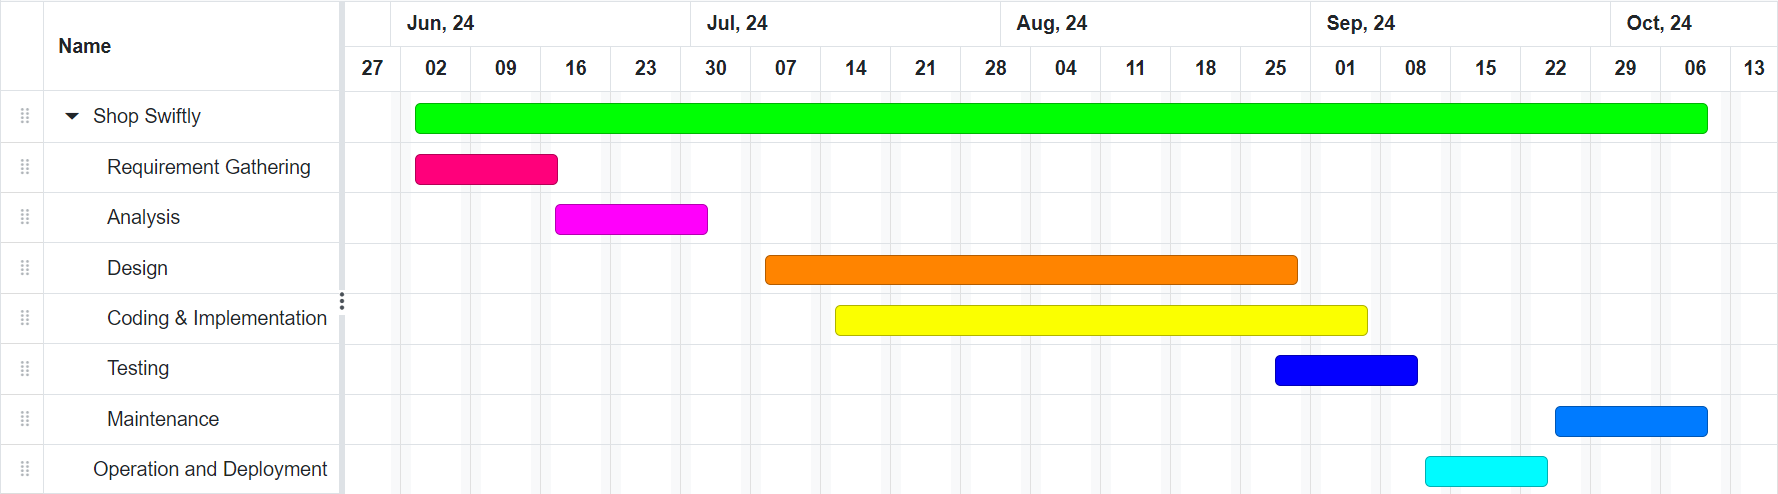 Name
Jun, 24 Jul, 24 Aug, 24 Sep, 24 Oct, 24
27 02 09 16 23 30 07 14 21 28 04 11 18 25 01 08 15 22 29 06 13
Shop Swiftly
Requirement Gathering
Analysis
Design
Coding & Implementation
Testing
Maintenance
Operation and Deployment